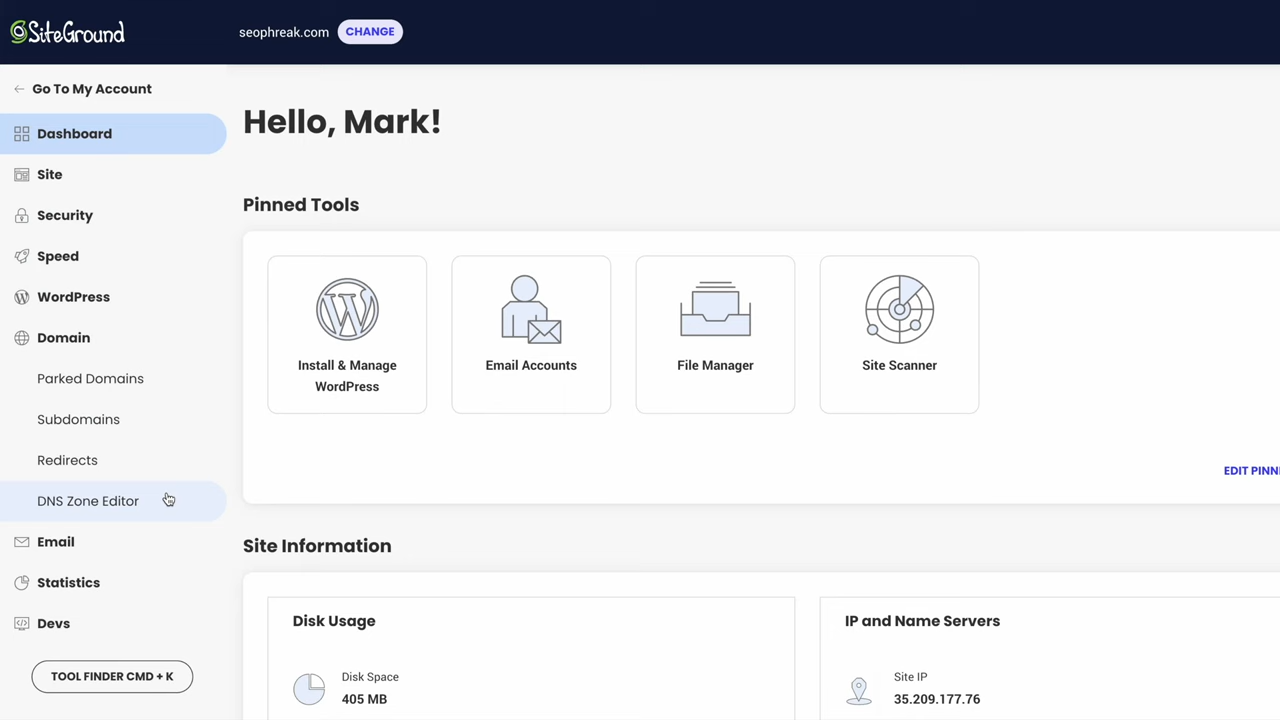 SiteGround
seophreak.com CHANGE
Go To My Account
Dashboard
Site
Security
Speed
WordPress
Domain
Parked Domains
Subdomains
Redirects
DNS Zone Editor
Email
Statistics
Devs
TOOL FINDER CMD + K
Hello, Mark!
Pinned Tools
Install & Manage
WordPress
Email Accounts
File Manager
Site Scanner
EDIT PINN
Site Information
Disk Usage
Disk Space
405 MB
IP and Name Servers
Site IP
35.209.177.76